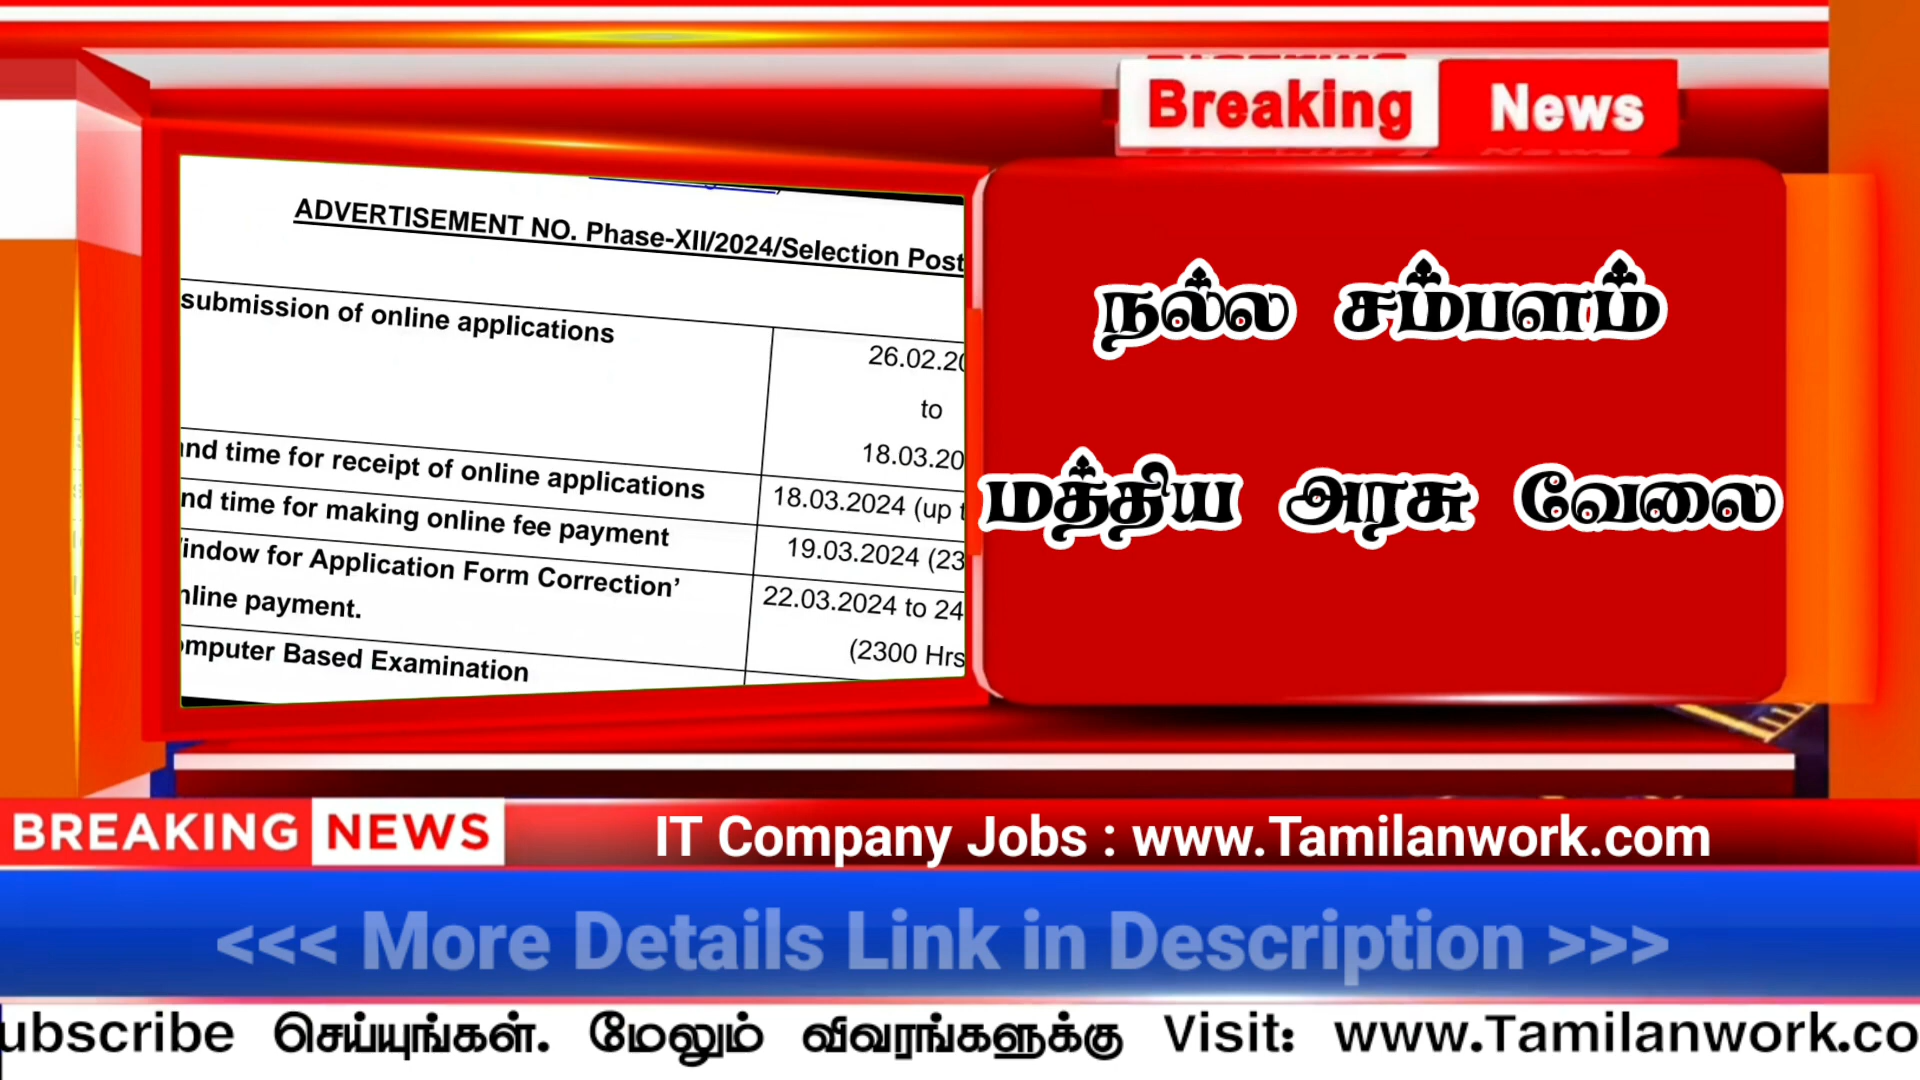 Breaking News
ADVERTISEMENT NO. Phase-XII/2024/Selection Post
submission of online applications
26.02.20
to
18.03.20
and time for receipt of online applications
18.03.2024 (up t
nd time for making online fee payment
19.03.2024 (23
indow for Application Form Correction’
nline payment.
22.03.2024 to 24
(2300 Hrs
omputer Based Examination
நல்ல சம்பளம்
மத்திய அரசு வேலை
BREAKING NEWS
IT Company Jobs : www.Tamilanwork.com
<<< More Details Link in Description >>>
ubscribe செய்யுங்கள். மேலும் விவரங்களுக்கு Visit: www.Tamilanwork.co